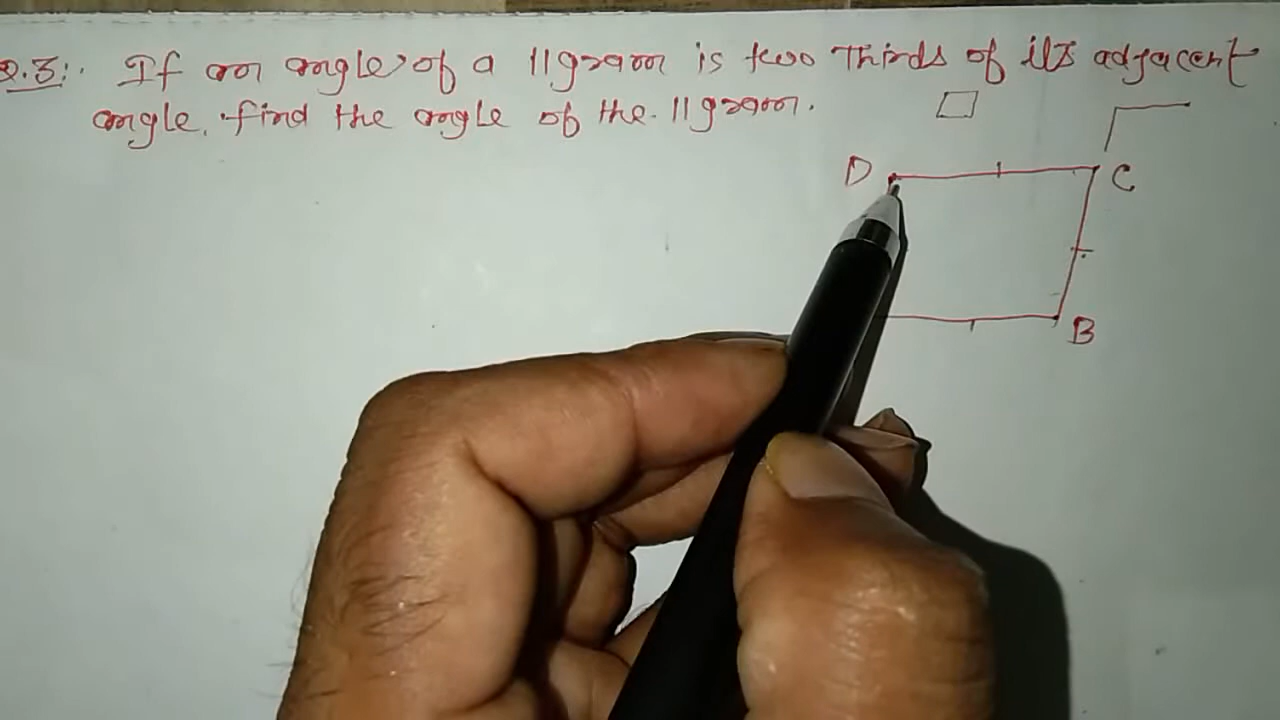 Q.3:. If an angle of a ||gram is two Thirds of its adjacent
angle, find the angle of the ||gram.
D C
B